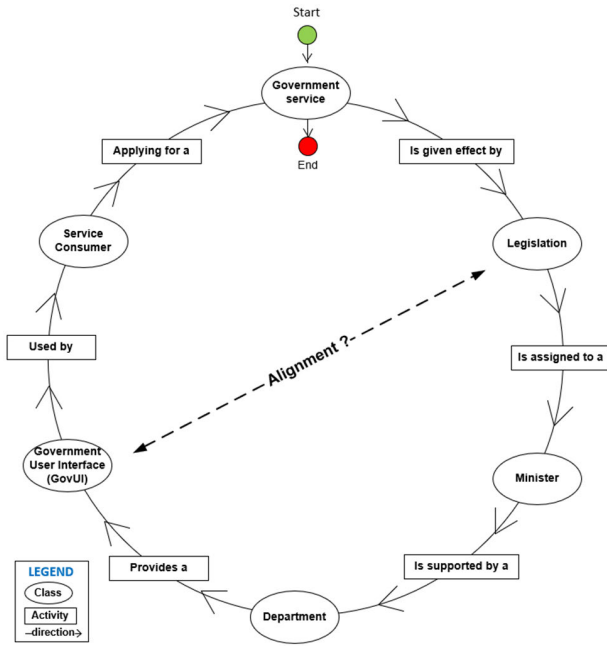 Start
Government
service
End
Applying for a
Is given effect by
Service
Consumer
Legislation
Used by
Alignment ?
Is assigned to a
Government
User Interface
(GovUI)
Minister
Provides a
Is supported by a
Department
LEGEND
Class
Activity
direction